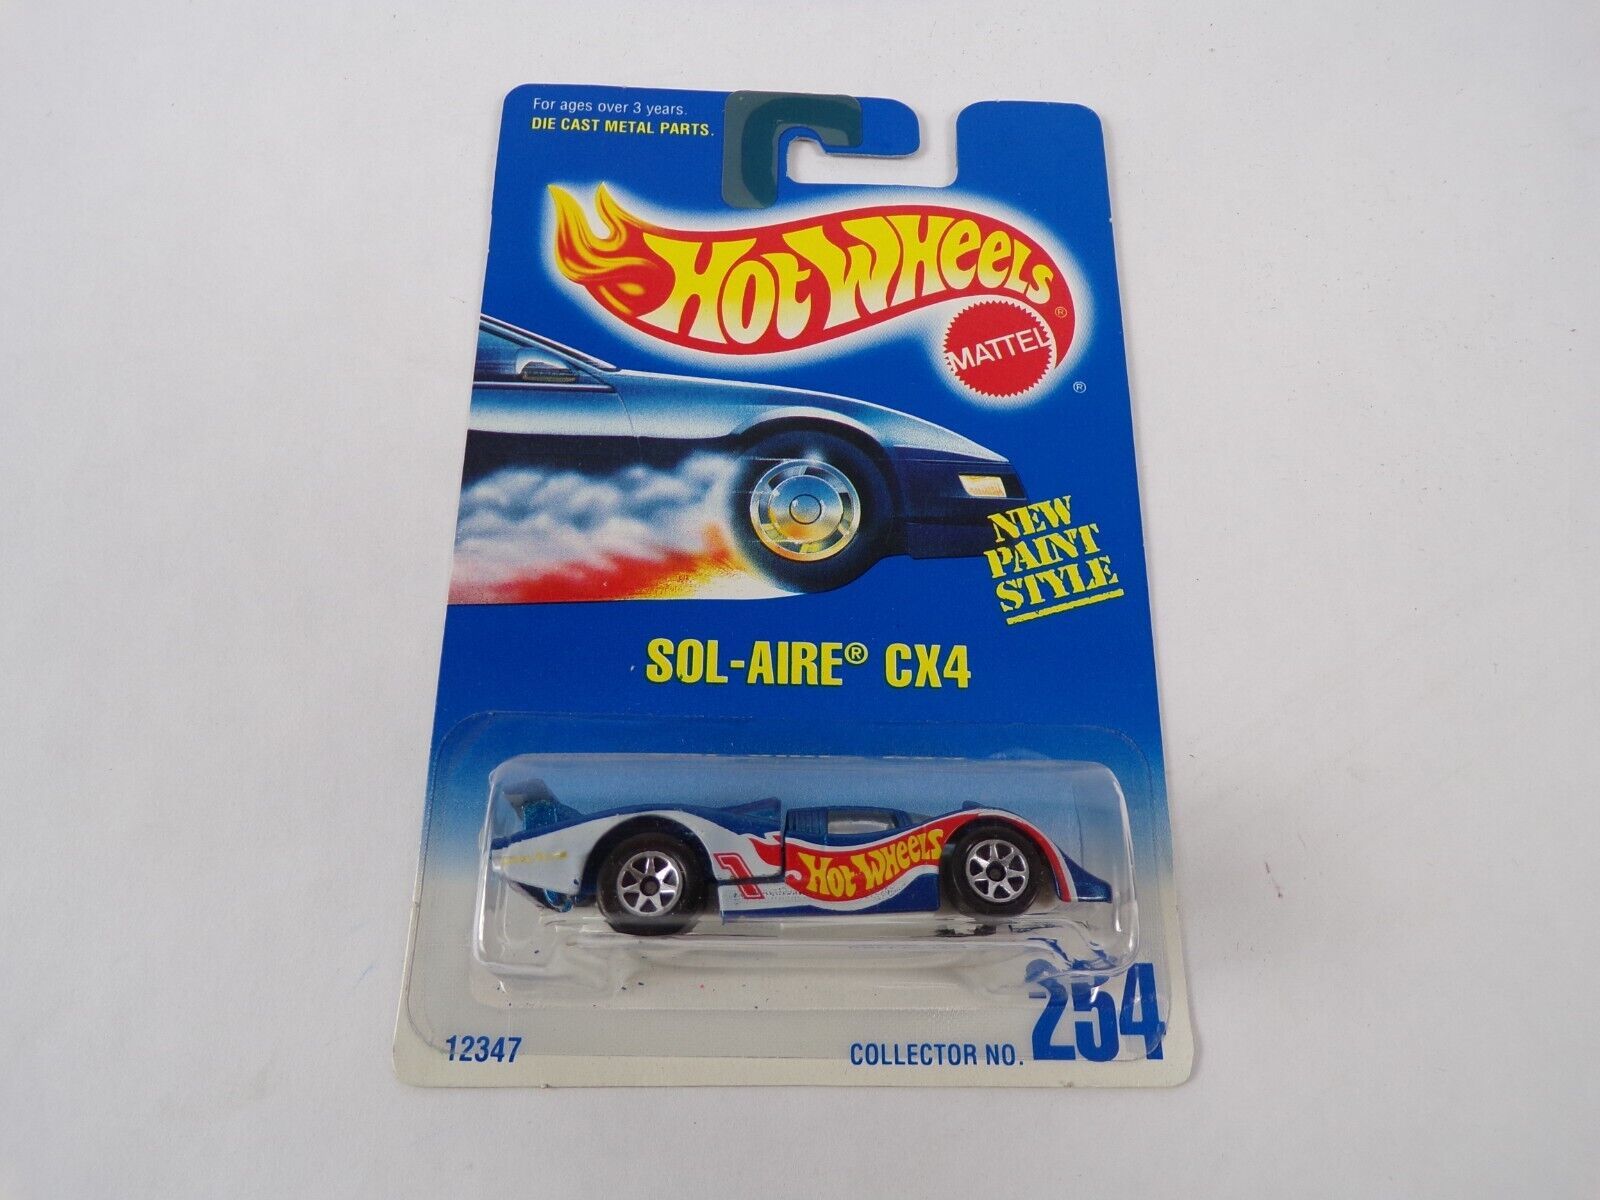 For ages over 3 years.
DIE CAST METAL PARTS.
HOT WHEELS®
MATTEL
®
NEW
PAINT
STYLE
SOL-AIRE® CX4
1
HOT WHEELS
12347
COLLECTOR NO. 254